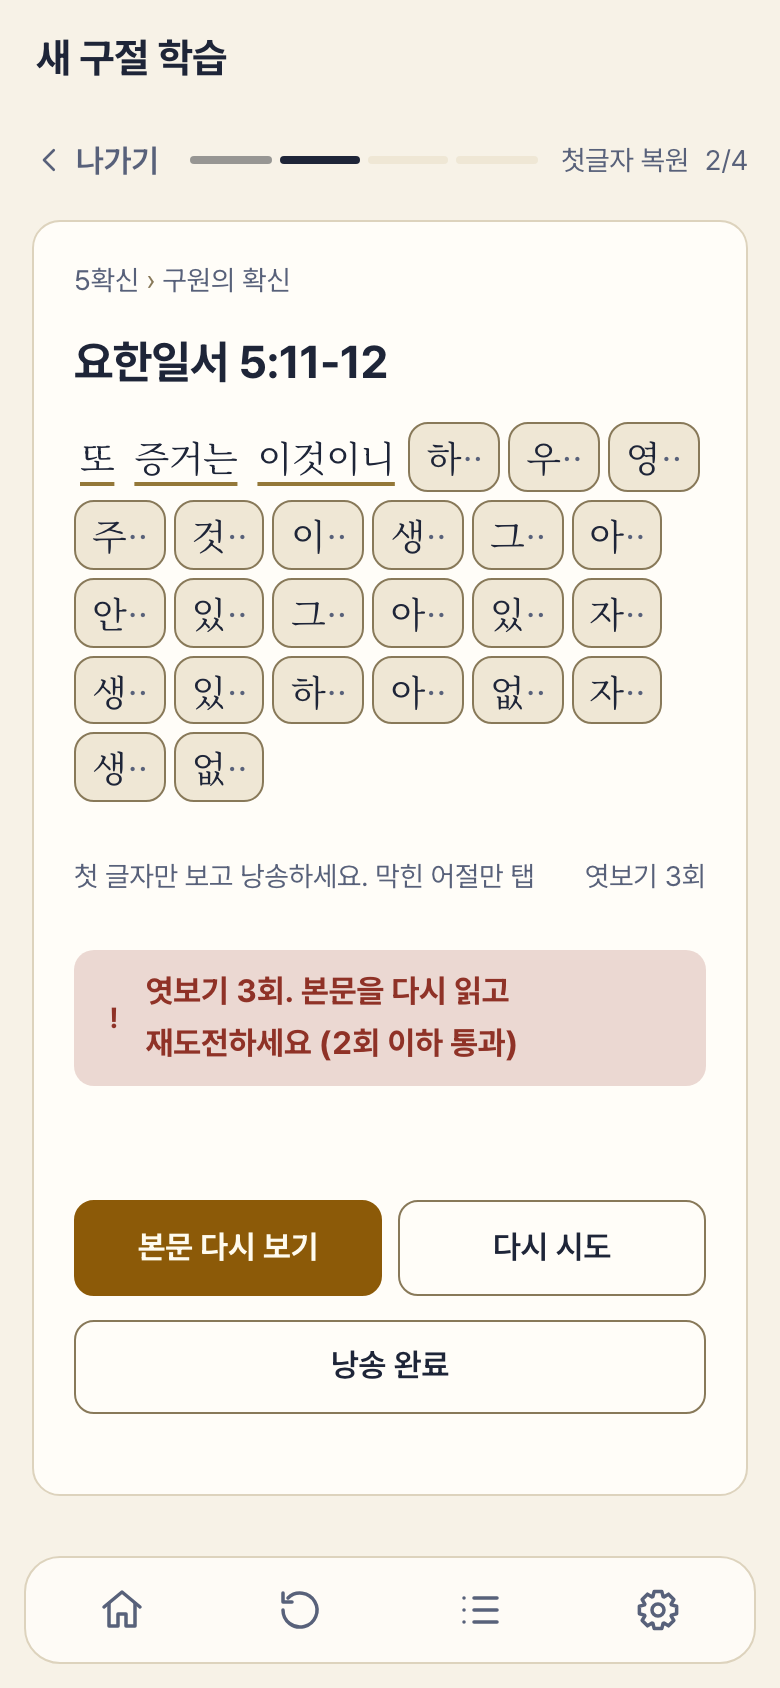 새 구절 학습
나가기 첫글자 복원 2/4
5확신 › 구원의 확신
요한일서 5:11-12
또 증거는 이것이니 하·· 우·· 영··
주·· 것·· 이·· 생·· 그·· 아··
안·· 있·· 그·· 아·· 있·· 자··
생·· 있·· 하·· 아·· 없·· 자··
생·· 없··
첫 글자만 보고 낭송하세요. 막힌 어절만 탭 엿보기 3회
! 엿보기 3회. 본문을 다시 읽고
재도전하세요 (2회 이하 통과)
본문 다시 보기 다시 시도
낭송 완료